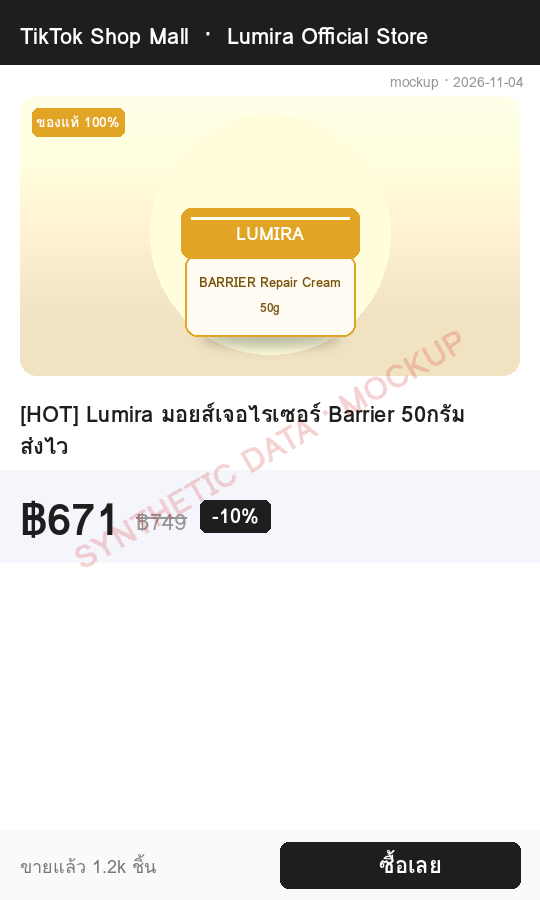 TikTok Shop Mall · Lumira Official Store
mockup · 2026-11-04
ของแท้ 100%
LUMIRA
BARRIER Repair Cream
50g
[HOT] Lumira มอยส์เจอไรเซอร์ Barrier 50กรัม
ส่งไว
฿671 ฿749 -10%
SYNTHETIC DATA · MOCKUP
ขายแล้ว 1.2k ชิ้น
ซื้อเลย